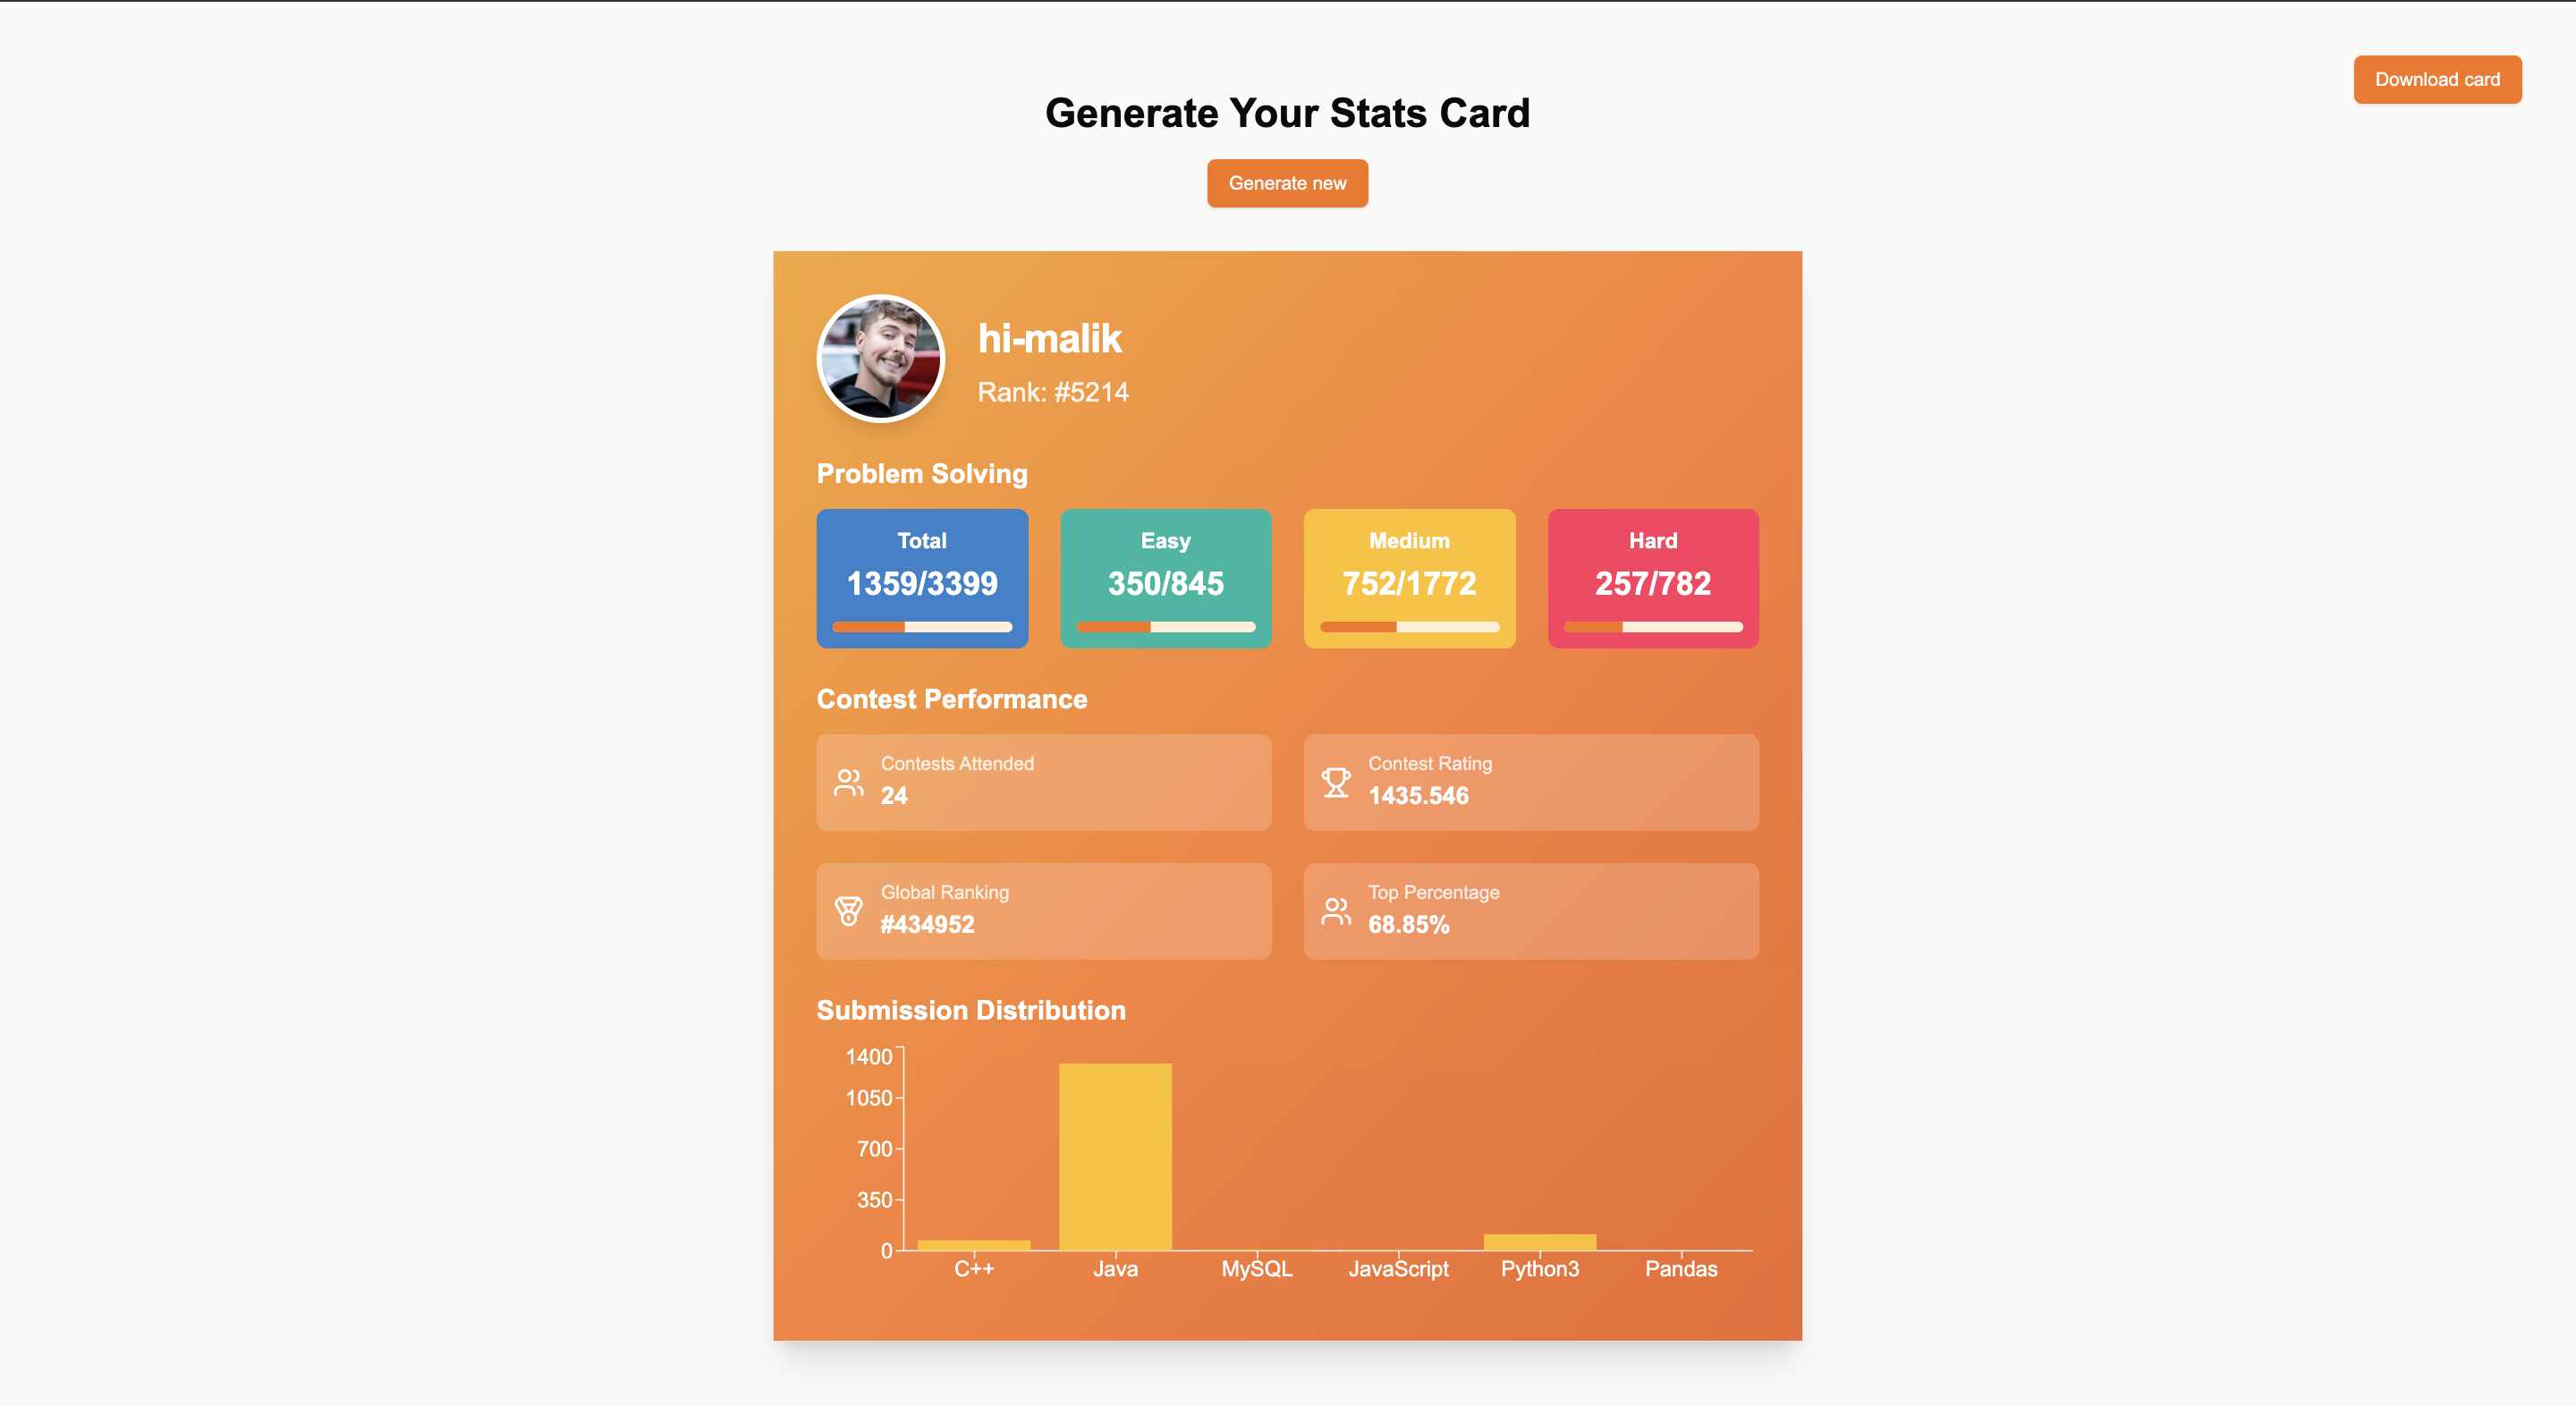 Download card
Generate Your Stats Card
Generate new
hi-malik
Rank: #5214
Problem Solving
Total
1359/3399
Easy
350/845
Medium
752/1772
Hard
257/782
Contest Performance
Contests Attended
24
Contest Rating
1435.546
Global Ranking
#434952
Top Percentage
68.85%
Submission Distribution
1400
1050
700
350
0
C++ Java MySQL JavaScript Python3 Pandas